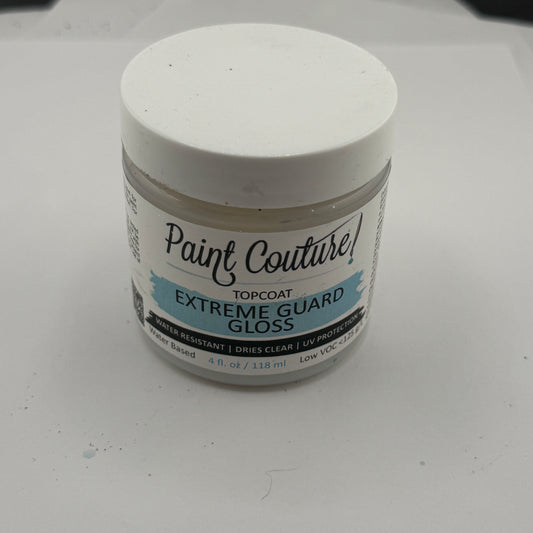 Paint Couture!
TOPCOAT
EXTREME GUARD
GLOSS
WATER RESISTANT | DRIES CLEAR | UV PROTECTION
Water Based
4 fl. oz / 118 ml
Low VOC <125